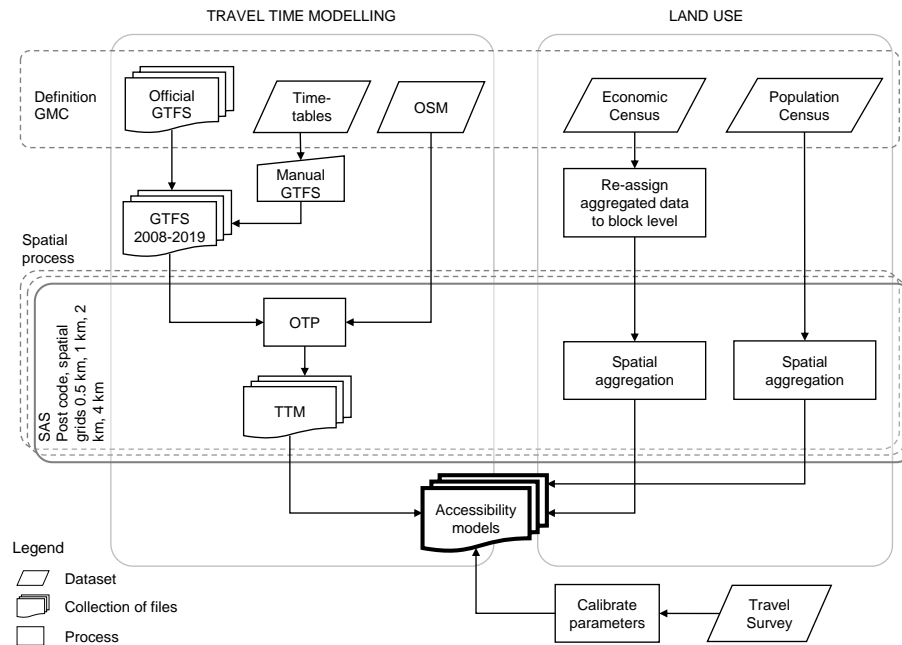 TRAVEL TIME MODELLING
LAND USE
Definition
GMC
Official
GTFS
Time-
tables
OSM
Economic
Census
Population
Census
Manual
GTFS
GTFS
2008-2019
Re-assign
aggregated data
to block level
Spatial
process
SAS
Post code, spatial
grids 0.5 km, 1 km, 2
km, 4 km
OTP
TTM
Spatial
aggregation
Spatial
aggregation
Accessibility
models
Legend
Dataset
Collection of files
Process
Calibrate
parameters
Travel
Survey